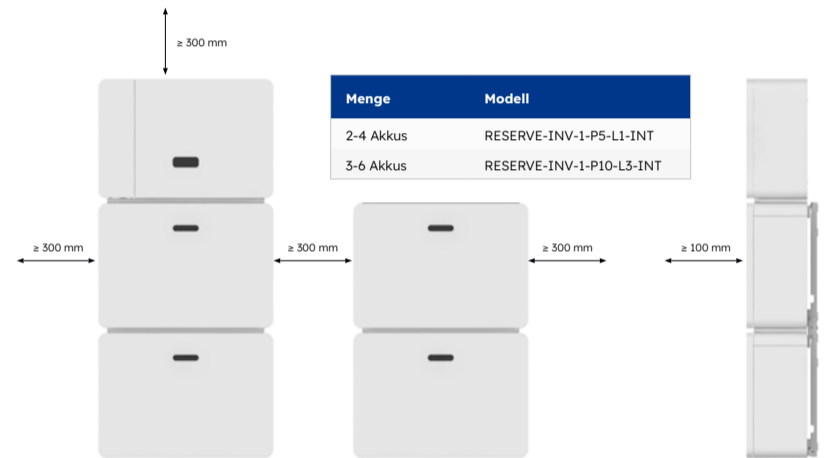 ≥ 300 mm
Menge Modell
2-4 Akkus RESERVE-INV-1-P5-L1-INT
3-6 Akkus RESERVE-INV-1-P10-L3-INT
≥ 300 mm ≥ 300 mm ≥ 300 mm ≥ 100 mm